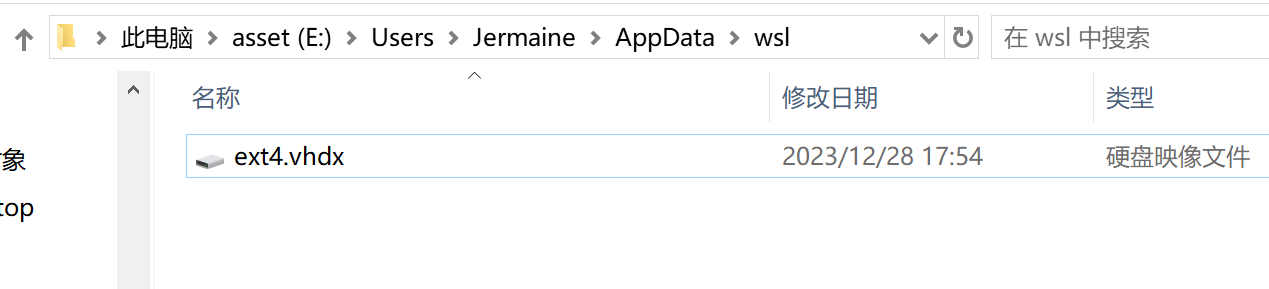 此电脑 asset (E:) Users Jermaine AppData wsl 在 wsl 中搜索
名称 修改日期 类型
ext4.vhdx 2023/12/28 17:54 硬盘映像文件
象
top